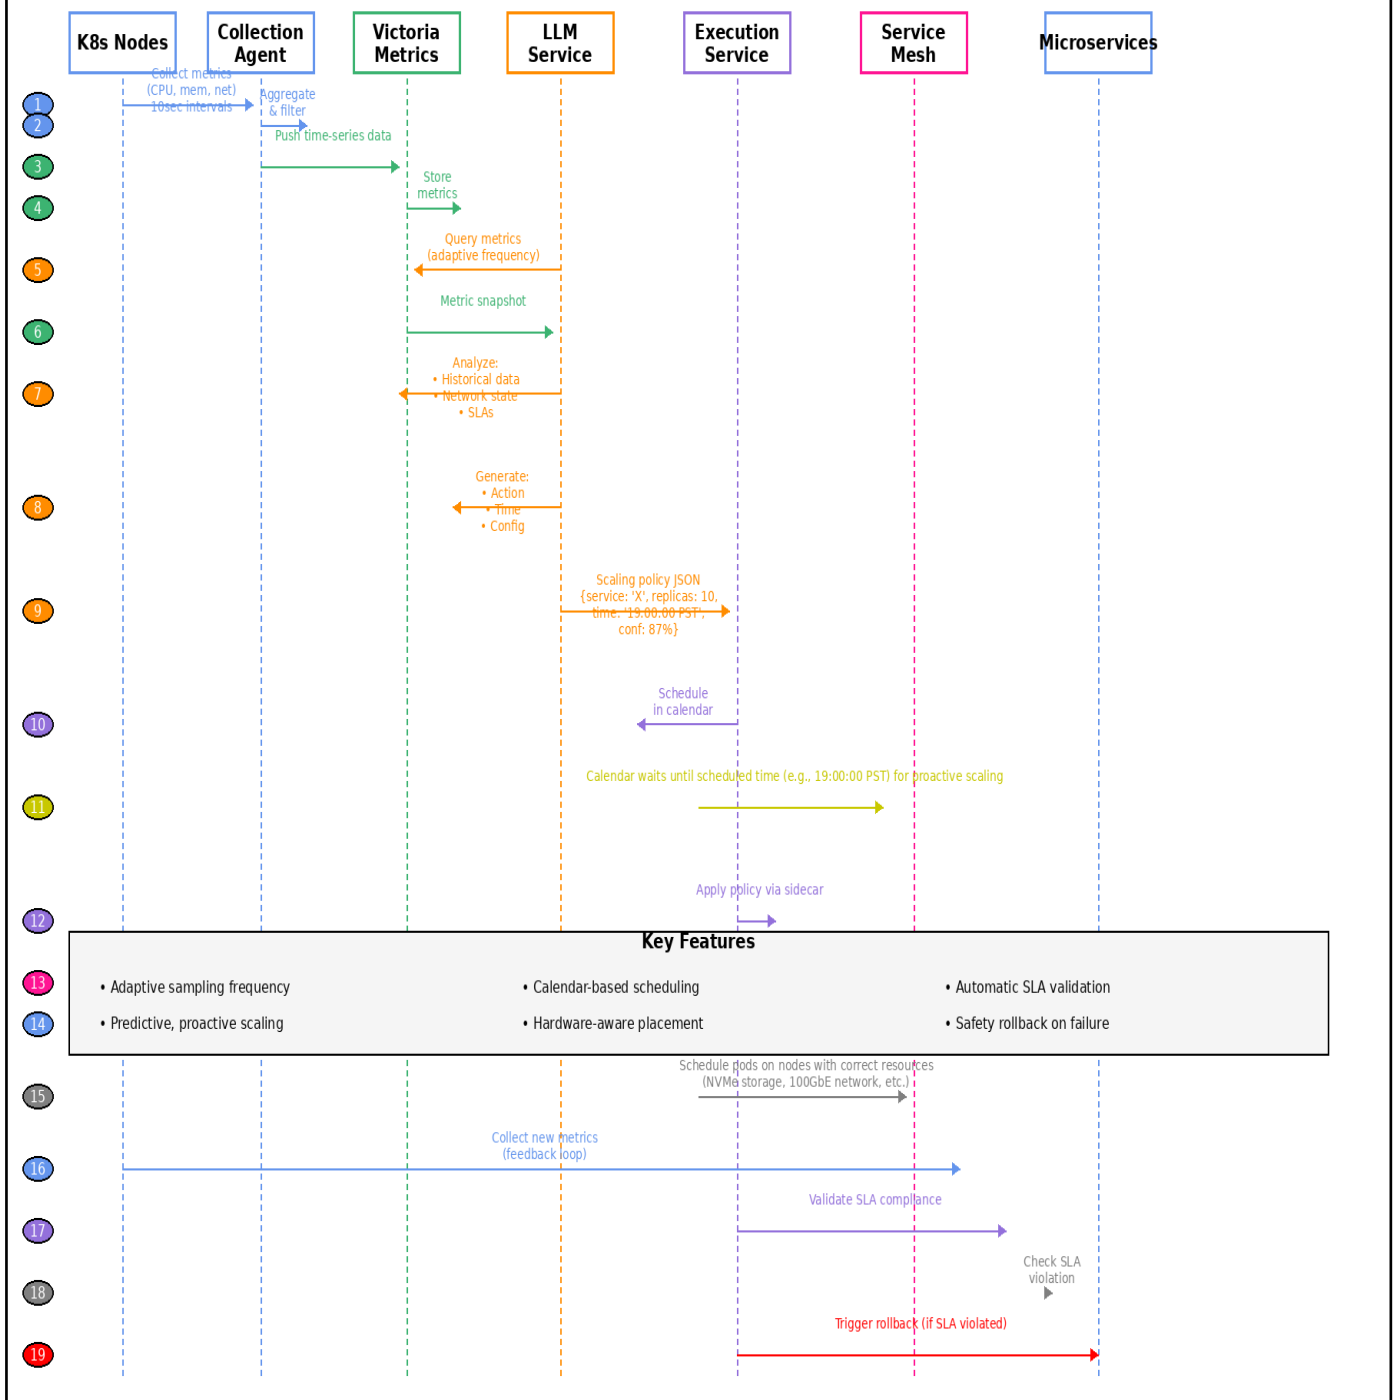 K8s Nodes
Collection
Agent
Victoria
Metrics
LLM
Service
Execution
Service
Service
Mesh
Microservices
1
Collect metrics
(CPU, mem, net)
10sec intervals
2
Aggregate
& filter
3
Push time-series data
4
Store
metrics
5
Query metrics
(adaptive frequency)
6
Metric snapshot
7
Analyze:
• Historical data
• Network state
• SLAs
8
Generate:
• Action
• Time
• Config
9
Scaling policy JSON
{service: 'X', replicas: 10,
time: '19:00:00 PST',
conf: 87%}
10
Schedule
in calendar
11
Calendar waits until scheduled time (e.g., 19:00:00 PST) for proactive scaling
12
Apply policy via sidecar
Key Features
13
• Adaptive sampling frequency
• Calendar-based scheduling
• Automatic SLA validation
14
• Predictive, proactive scaling
• Hardware-aware placement
• Safety rollback on failure
15
Schedule pods on nodes with correct resources
(NVMe storage, 100GbE network, etc.)
16
Collect new metrics
(feedback loop)
17
Validate SLA compliance
18
Check SLA
violation
19
Trigger rollback (if SLA violated)